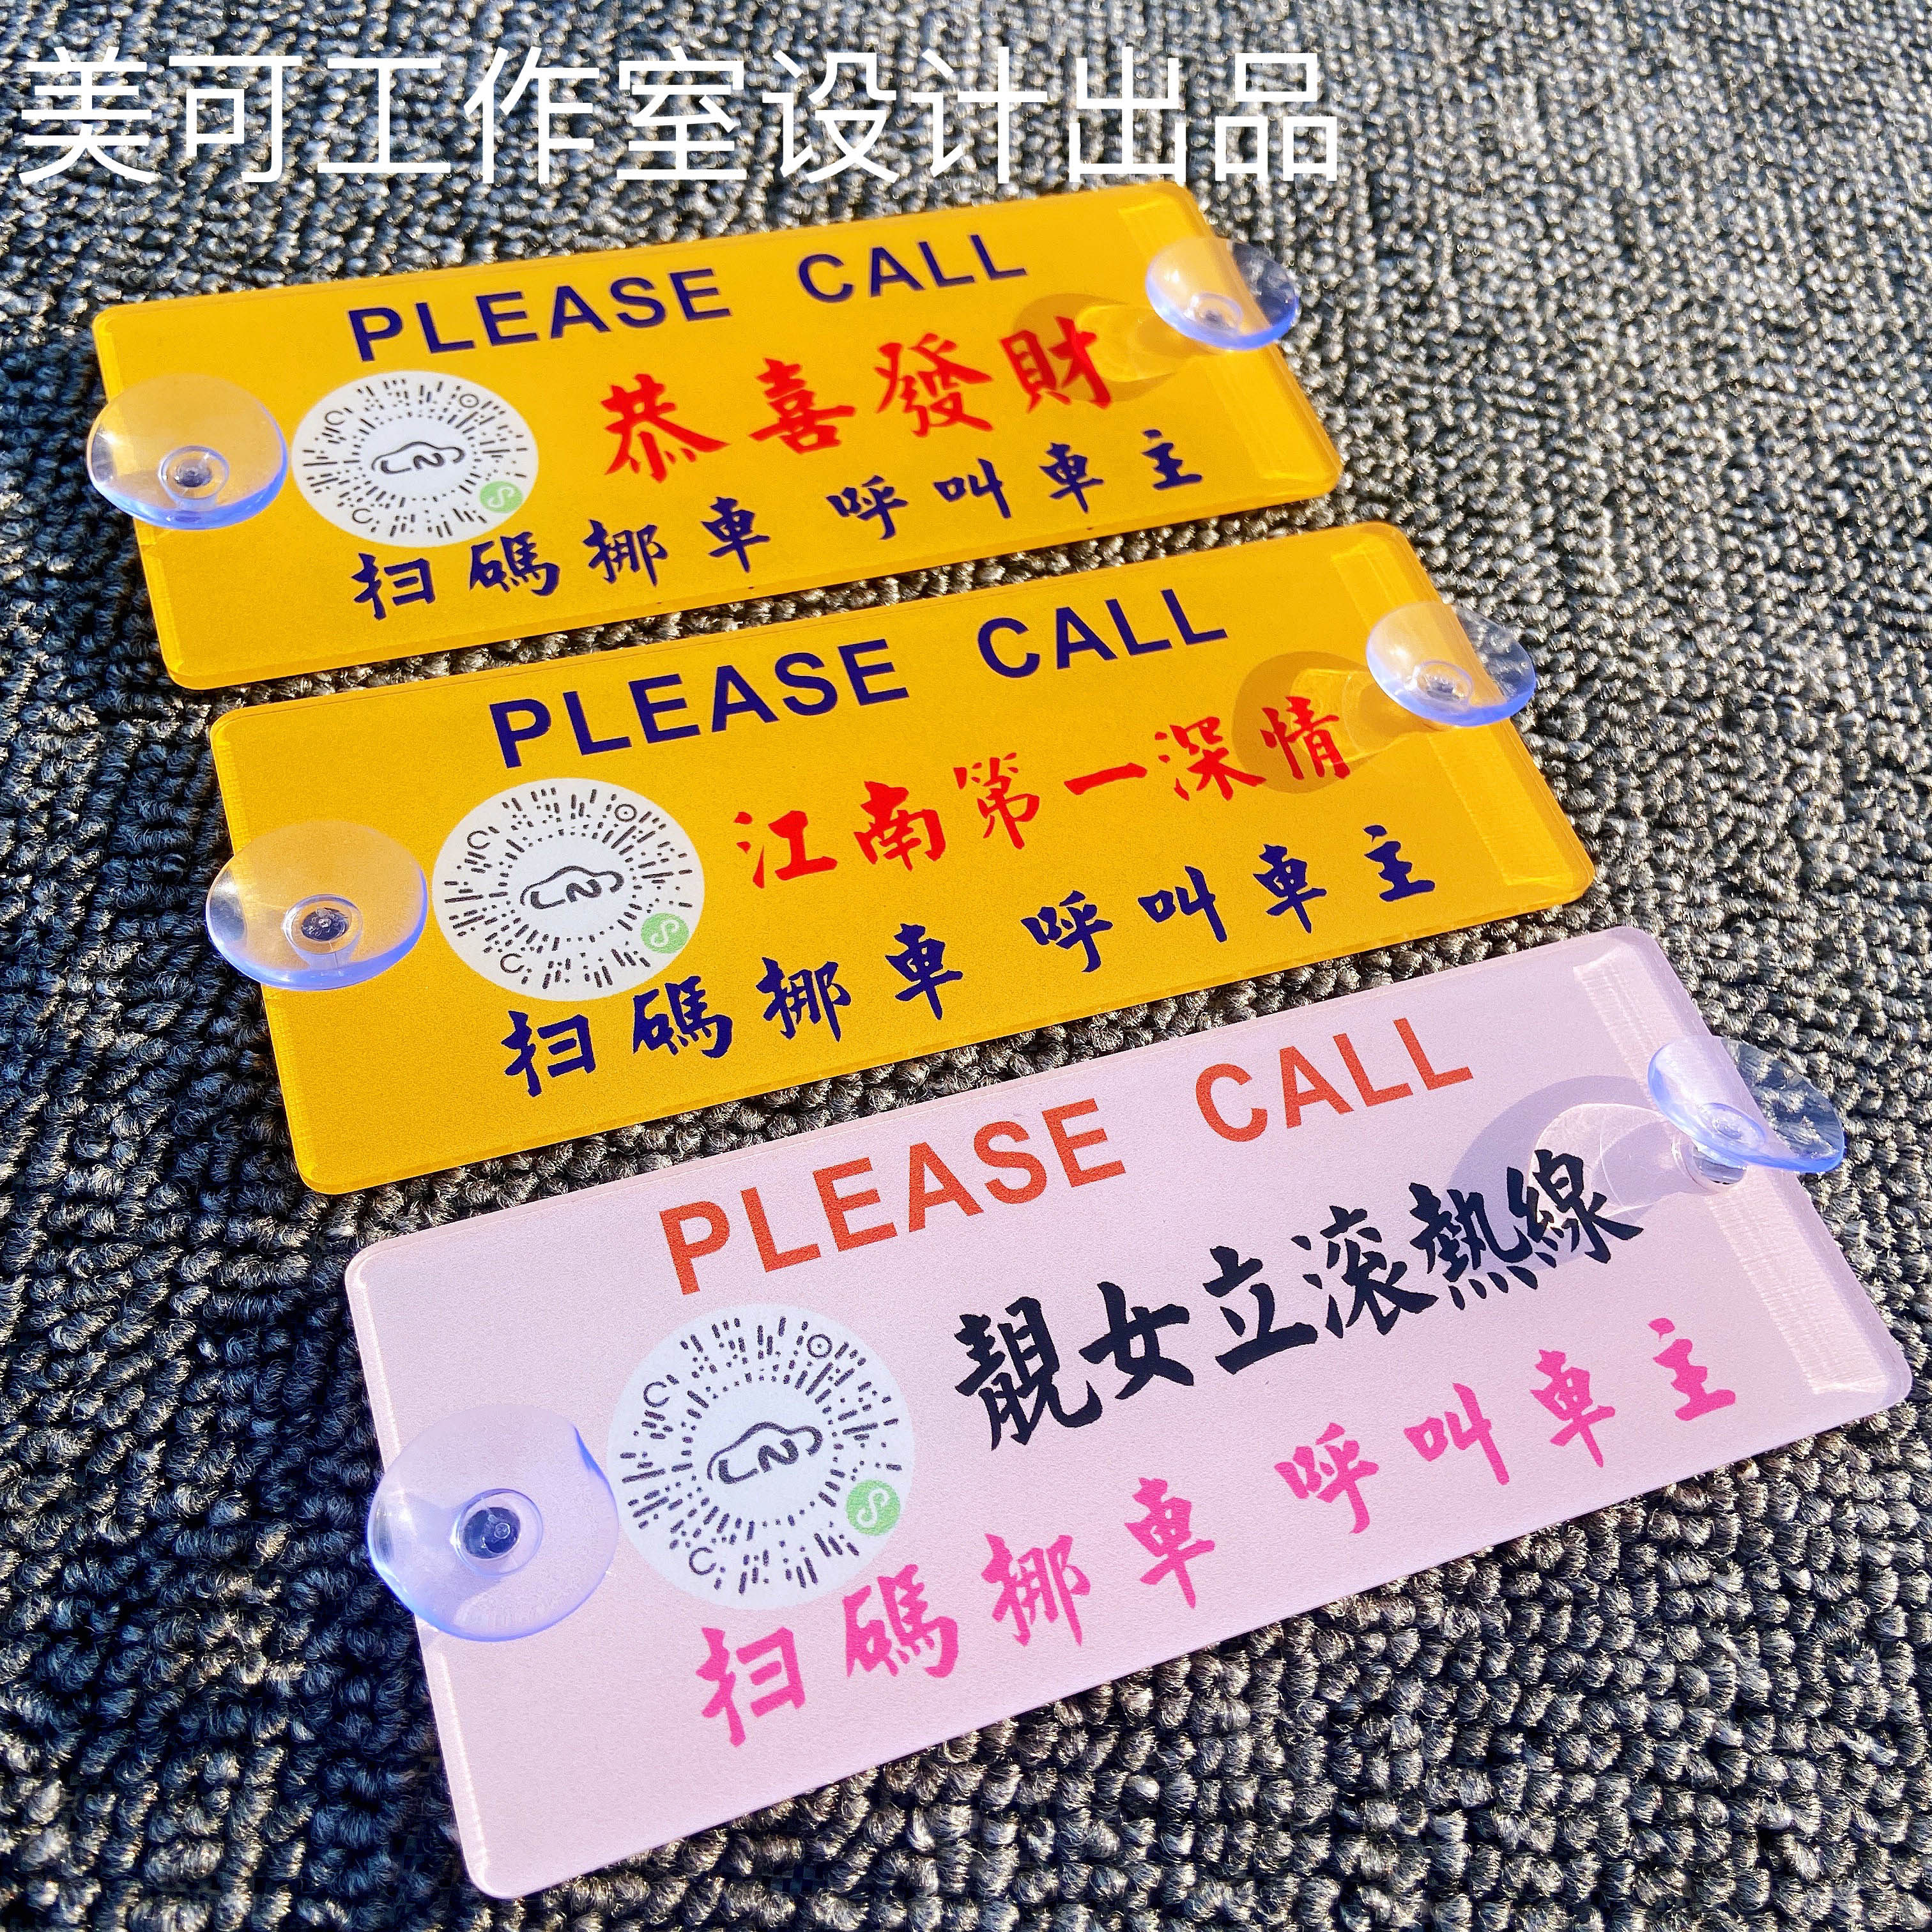 美可工作室设计出品
PLEASE CALL
恭喜發財
扫碼挪車 呼叫車主
PLEASE CALL
江南第一深情
扫碼挪車 呼叫車主
PLEASE CALL
靚女立滚熱線
扫碼挪車 呼叫車主